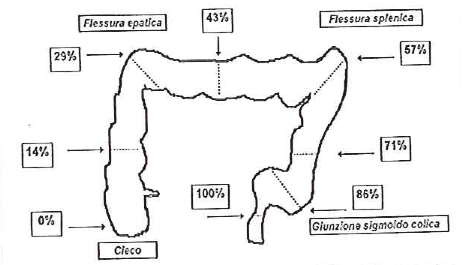 Flessura epatica
43%
Flessura splenica
29%
57%
14%
71%
100%
86%
0%
Giunzione sigmoido colica
Cieco